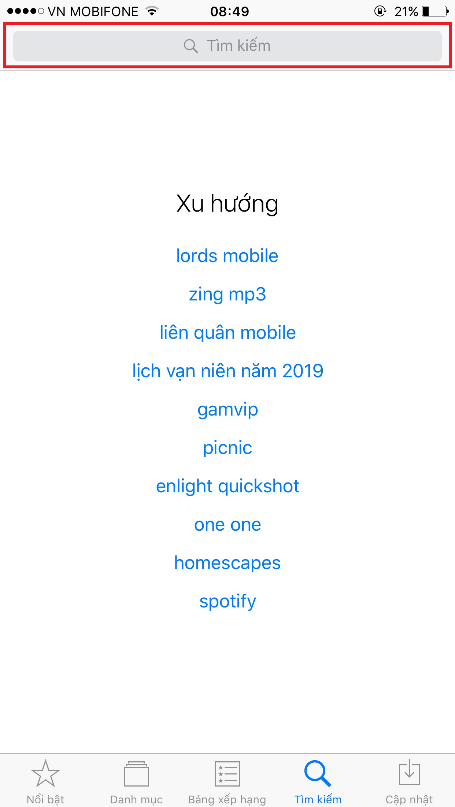 VN MOBIFONE 08:49 21%
Tìm kiếm
Xu hướng
lords mobile
zing mp3
liên quân mobile
lịch vạn niên năm 2019
gamvip
picnic
enlight quickshot
one one
homescapes
spotify
Nổi bật Danh mục Bảng xếp hạng Tìm kiếm Cập nhật